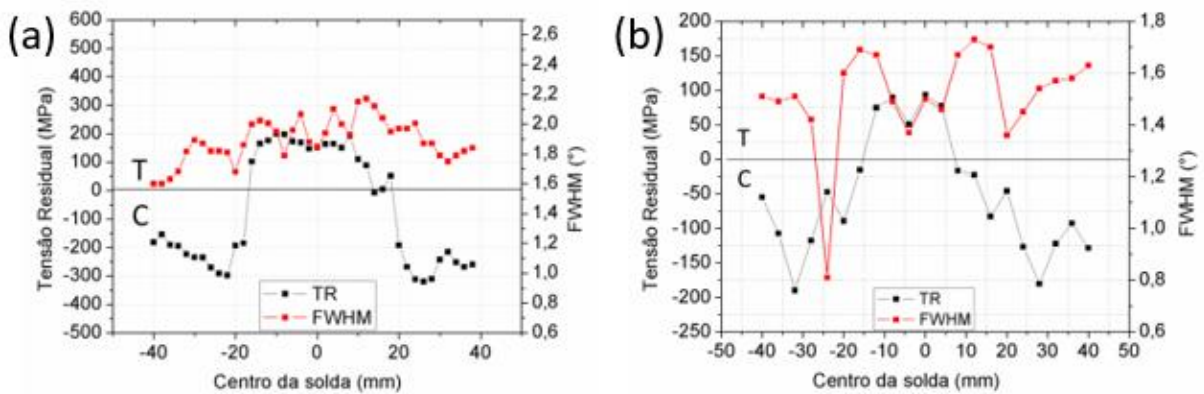 (a)
Tensão Residual (MPa)
600
500
400
300
200
100
0
-100
-200
-300
-400
-500
T
C
TR
FWHM
2,6
2,4
2,2
2,0
1,8
1,6
1,4
1,2
1,0
0,8
0,6
FWHM (°)
-40 -20 0 20 40
Centro da solda (mm)
(b)
Tensão Residual (MPa)
200
150
100
50
0
-50
-100
-150
-200
-250
T
C
TR
FWHM
1,8
1,6
1,4
1,2
1,0
0,8
0,6
FWHM (°)
-50 -40 -30 -20 -10 0 10 20 30 40 50
Centro da solda (mm)